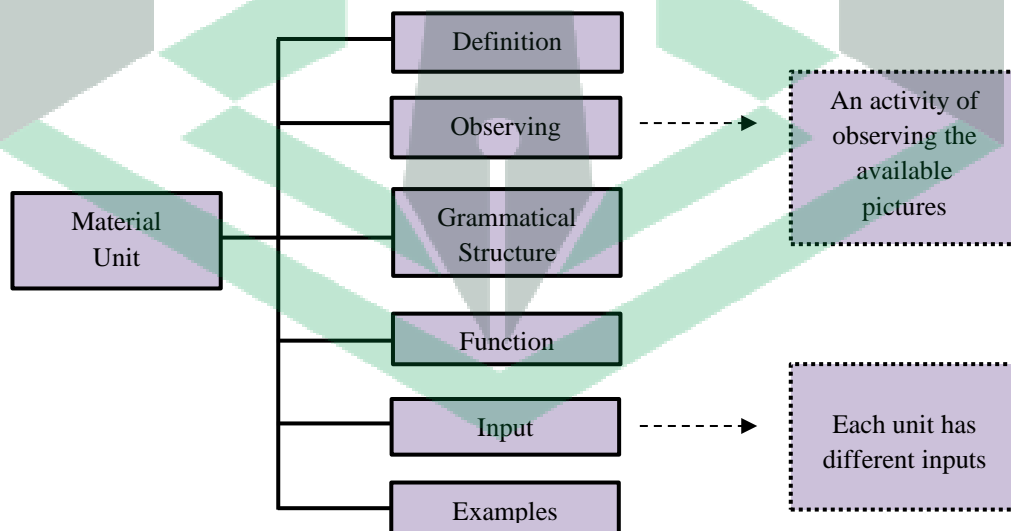 Definition
Observing
An activity of
observing the
available
pictures
Material
Unit
Grammatical
Structure
Function
Input
Each unit has
different inputs
Examples